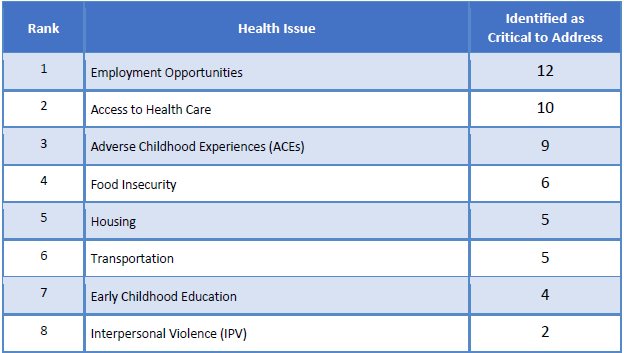 Rank Health Issue Identified as
Critical to Address
1 Employment Opportunities 12
2 Access to Health Care 10
3 Adverse Childhood Experiences (ACEs) 9
4 Food Insecurity 6
5 Housing 5
6 Transportation 5
7 Early Childhood Education 4
8 Interpersonal Violence (IPV) 2